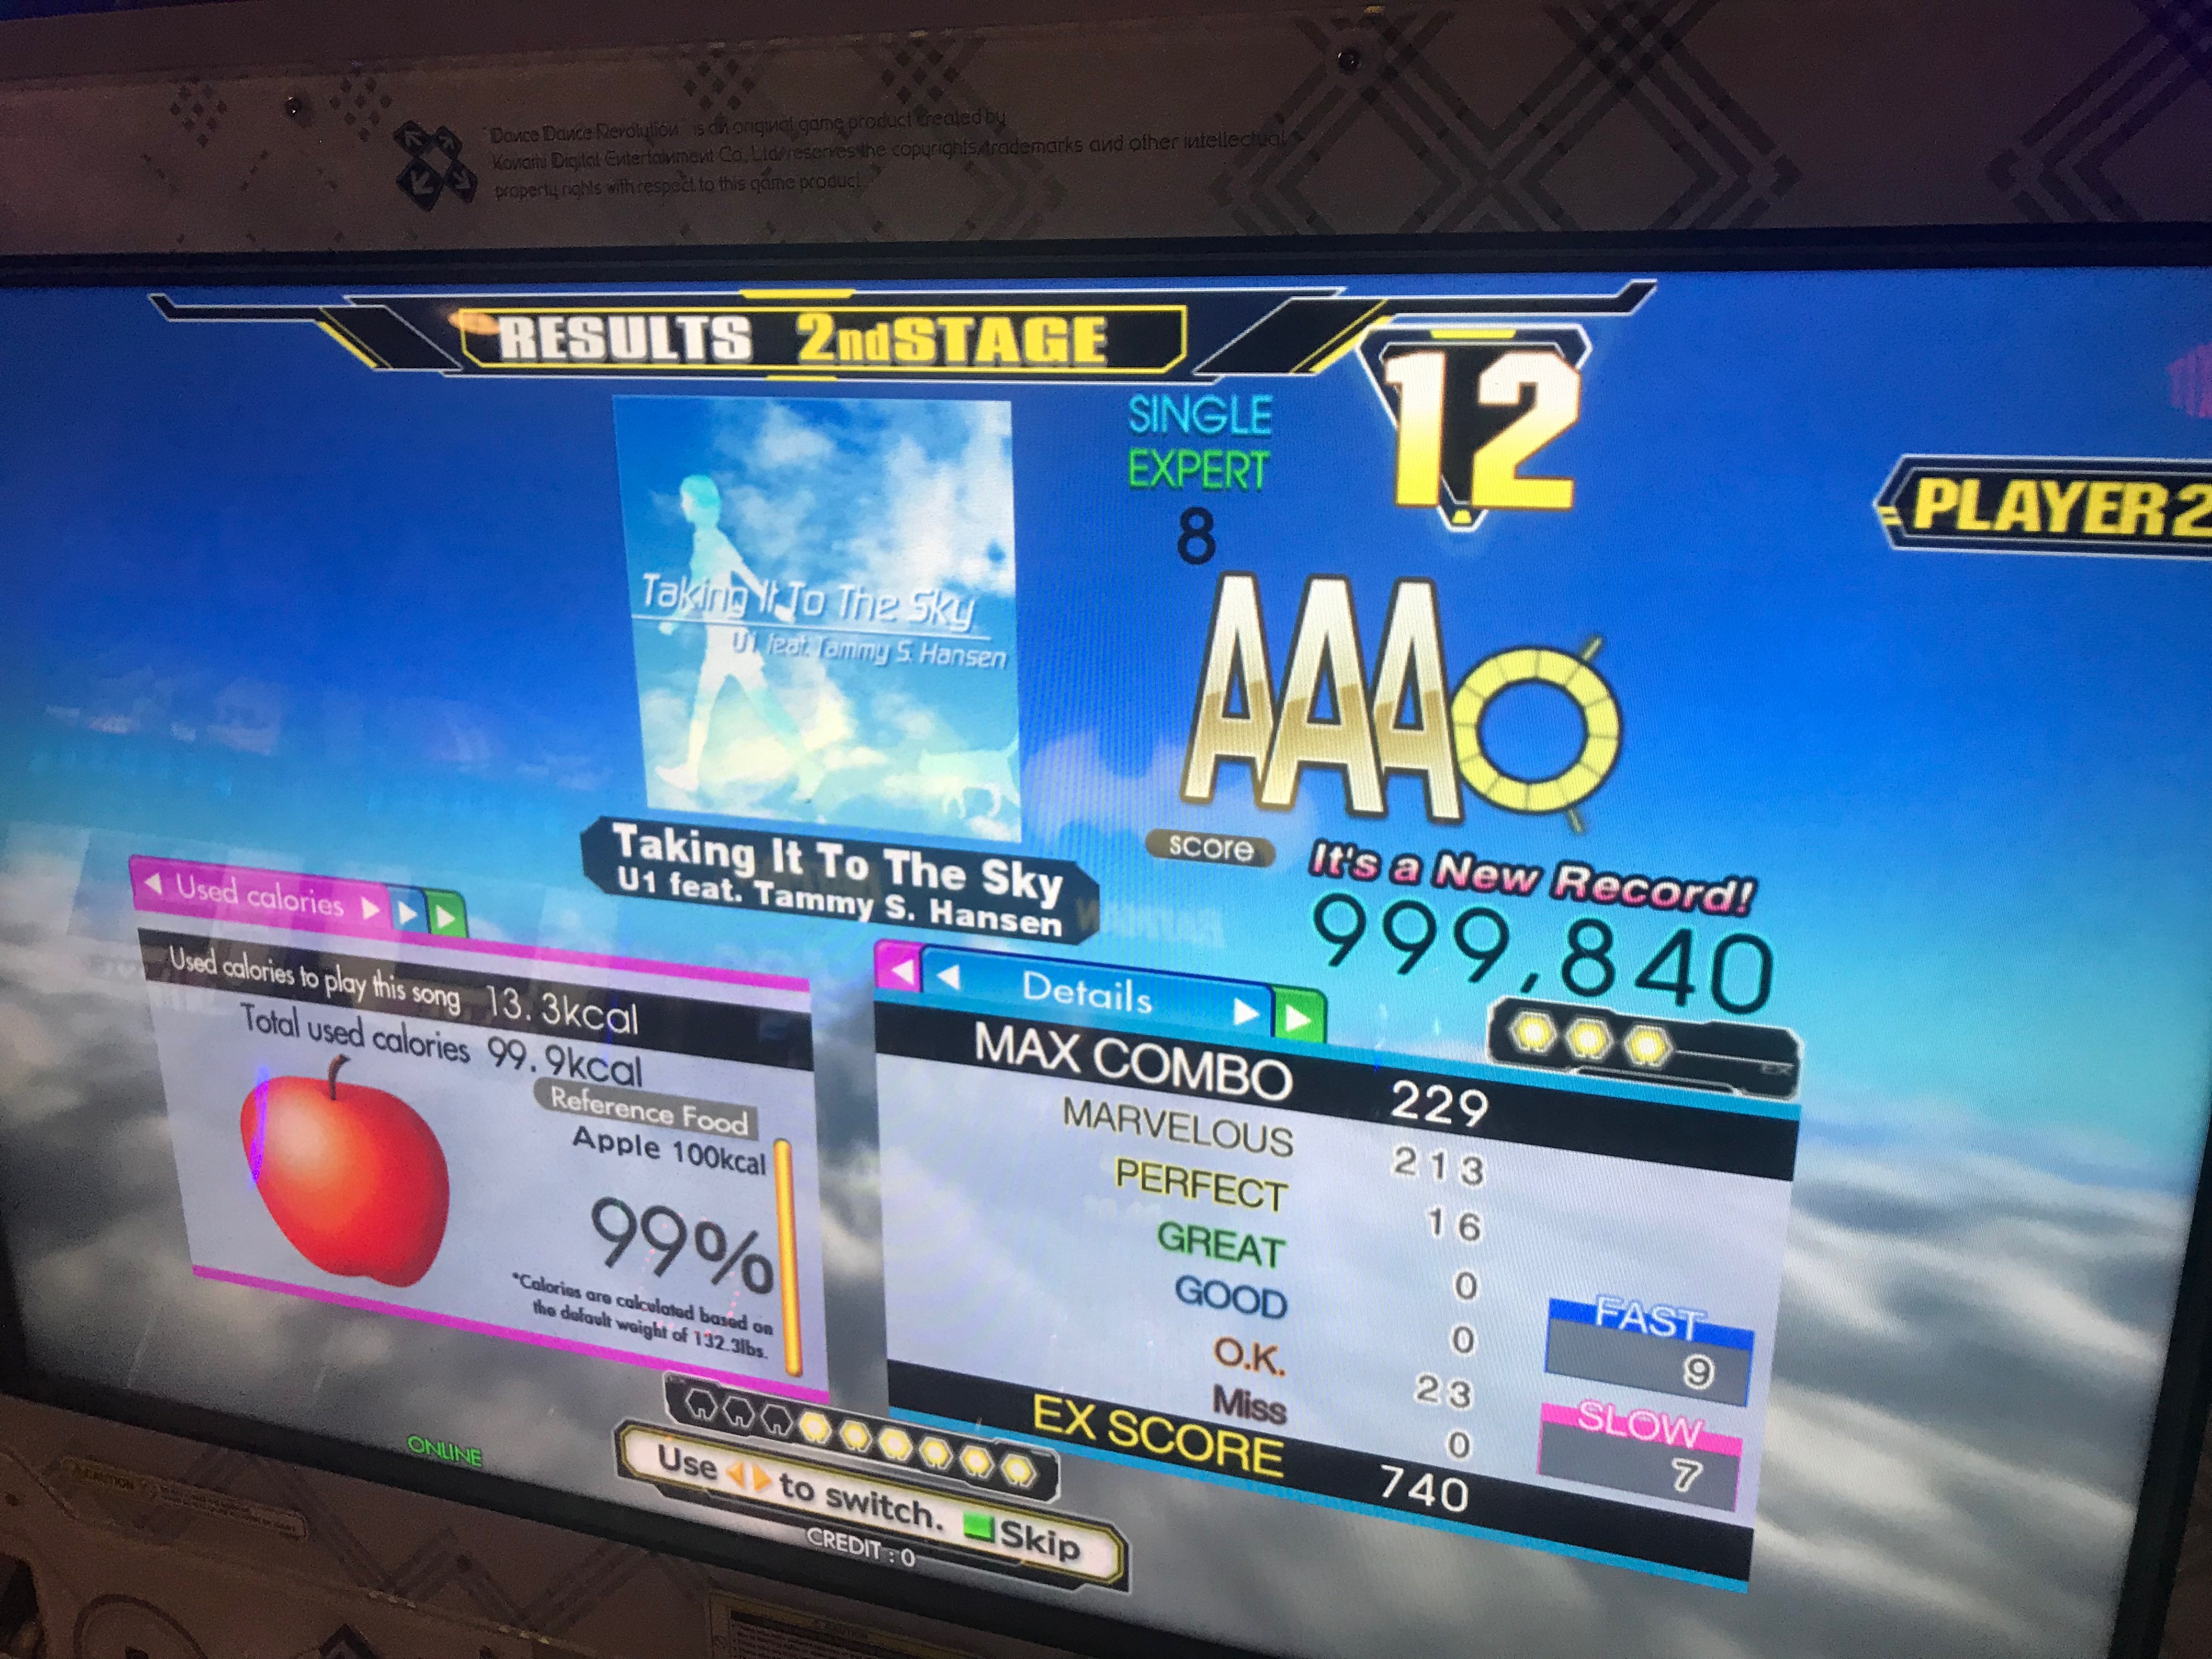 "Dance Dance Revolution" is an original game product created by
Konami Digital Entertainment Co., Ltd. reserves the copyrights, trademarks and other intellectual
property rights with respect to this game product.
RESULTS 2nd STAGE
12
SINGLE
EXPERT
8
PLAYER2
Taking It To The Sky
U1 feat. Tammy S. Hansen
AAA
Taking It To The Sky
U1 feat. Tammy S. Hansen
score
It's a New Record!
999,840
Used calories
Used calories to play this song 13.3kcal
Total used calories 99.9kcal
Reference Food
Apple 100kcal
99%
*Calories are calculated based on
the default weight of 132.3lbs.
Details
EX
MAX COMBO 229
MARVELOUS 213
PERFECT 16
GREAT 0
GOOD 0
O.K. 23
Miss 0
EX SCORE 740
FAST
9
SLOW
7
ONLINE
Use to switch. Skip
CREDIT : 0
CAUTION